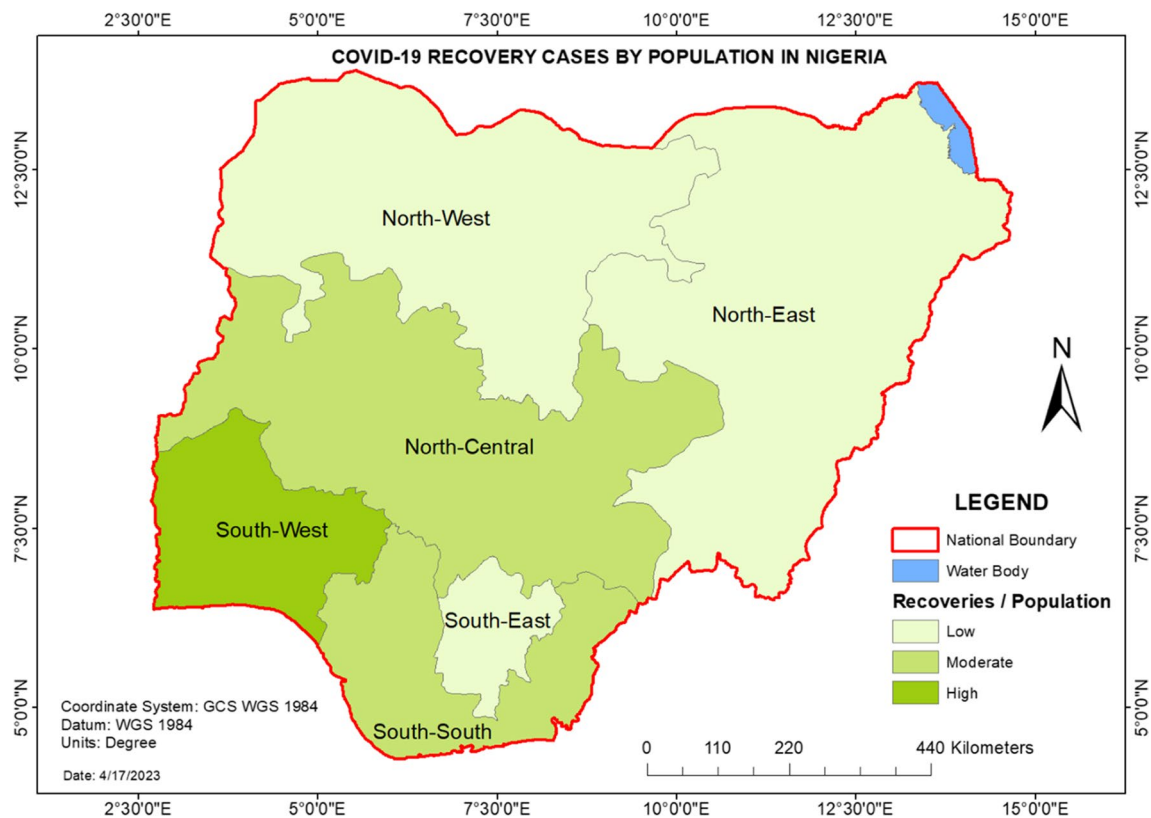 2°30'0"E 5°0'0"E 7°30'0"E 10°0'0"E 12°30'0"E 15°0'0"E
COVID-19 RECOVERY CASES BY POPULATION IN NIGERIA
12°30'0"N
12°30'0"N
North-West
North-East
10°0'0"N
10°0'0"N
N
North-Central
South-West
7°30'0"N
7°30'0"N
South-East
South-South
5°0'0"N
5°0'0"N
LEGEND
National Boundary
Water Body
Recoveries / Population
Low
Moderate
High
Coordinate System: GCS WGS 1984
Datum: WGS 1984
Units: Degree
Date: 4/17/2023
0 110 220 440 Kilometers
2°30'0"E 5°0'0"E 7°30'0"E 10°0'0"E 12°30'0"E 15°0'0"E